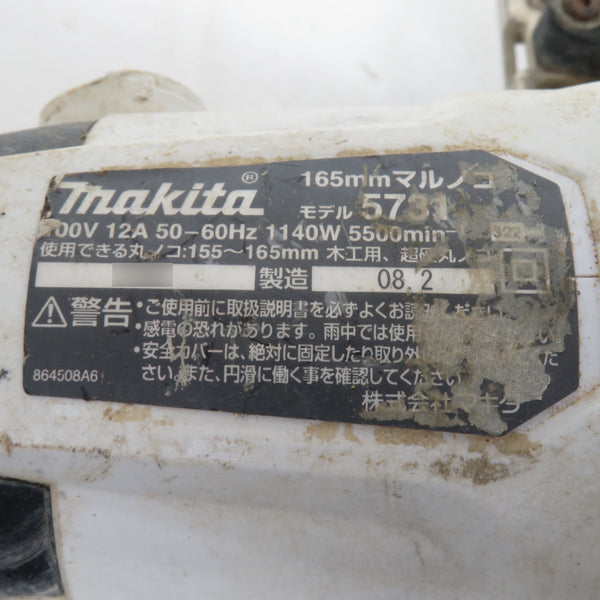 makita ® 165mmマルノコ
モデル 5731
00V 12A 50-60Hz 1140W 5500min
使用できる丸ノコ:155～165mm 木工用、超硬丸ノコ
製造 08.2
警告 ・ご使用前に取扱説明書を必ずよくお読
・感電の恐れがあります。雨中では使用
・安全カバーは、絶対に固定したり取り外
さい。また、円滑に働く事を確認してください。
864508A6
株式会社マキタ